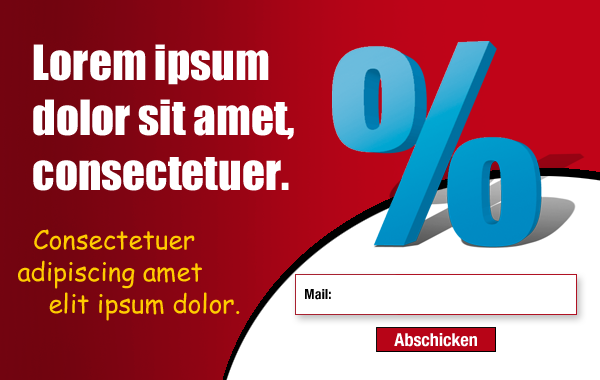 Lorem ipsum
dolor sit amet,
consectetuer.
%
Consectetuer
adipiscing amet
elit ipsum dolor.
Mail:
Abschicken